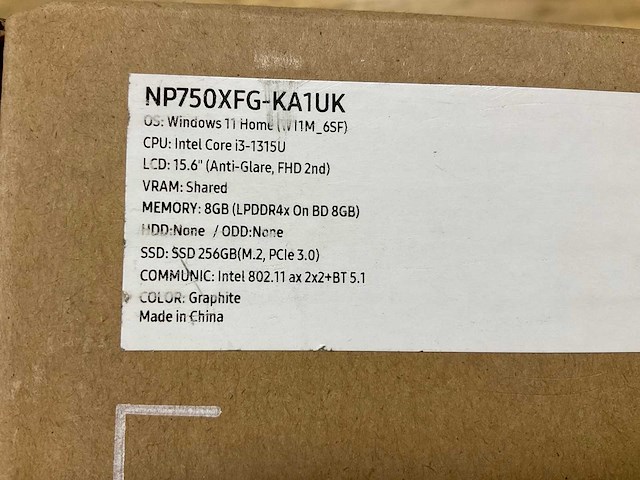 NP750XFG-KA1UK
OS: Windows 11 Home (W11M_6SF)
CPU: Intel Core i3-1315U
LCD: 15.6" (Anti-Glare, FHD 2nd)
VRAM: Shared
MEMORY: 8GB (LPDDR4x On BD 8GB)
HDD:None / ODD:None
SSD: SSD 256GB(M.2, PCIe 3.0)
COMMUNIC: Intel 802.11 ax 2x2+BT 5.1
COLOR: Graphite
Made in China